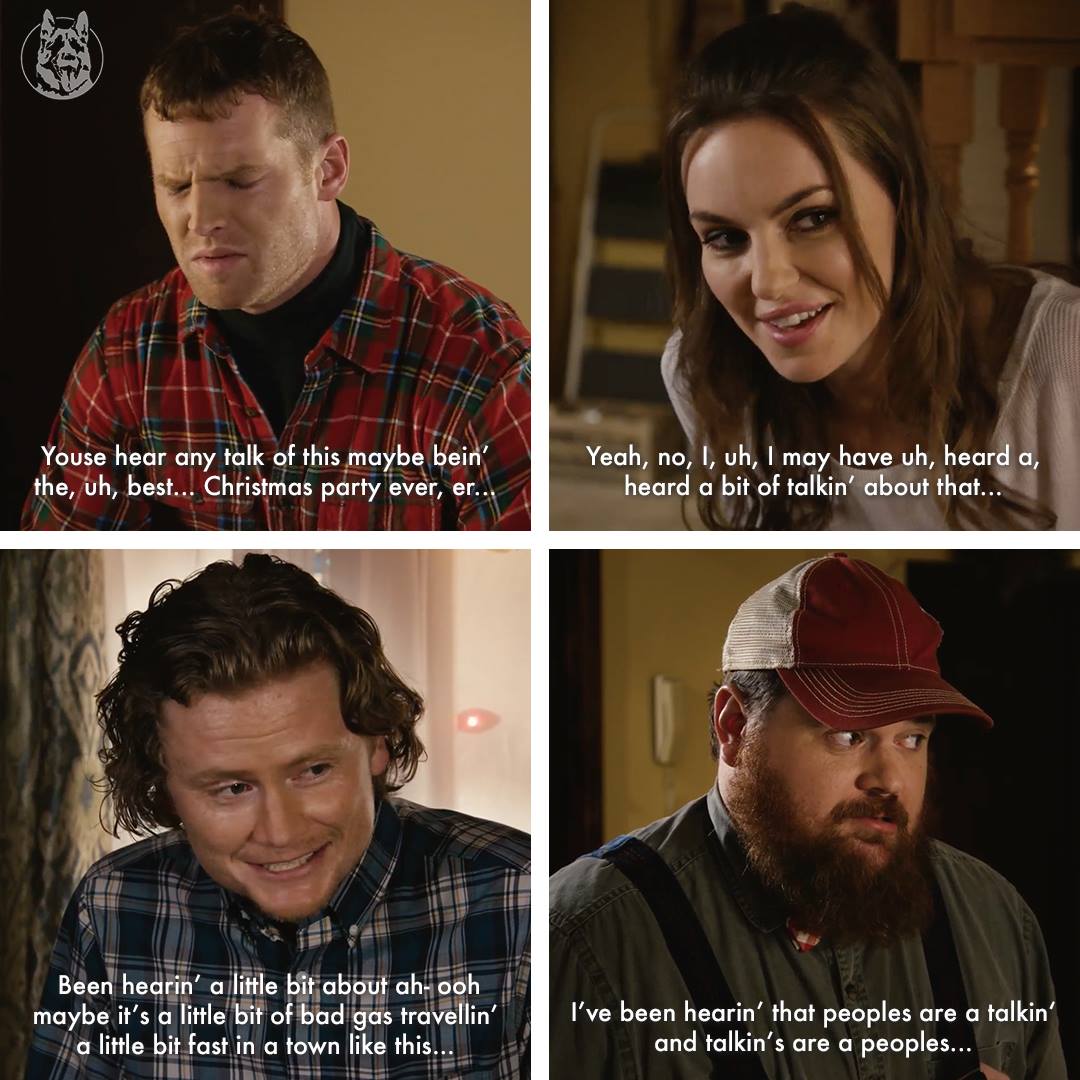 Youse hear any talk of this maybe bein’
the, uh, best... Christmas party ever, er...
Yeah, no, I, uh, I may have uh, heard a,
heard a bit of talkin’ about that...
Been hearin’ a little bit about ah- ooh
maybe it’s a little bit of bad gas travellin’
a little bit fast in a town like this...
I’ve been hearin’ that peoples are a talkin’
and talkin’s are a peoples...